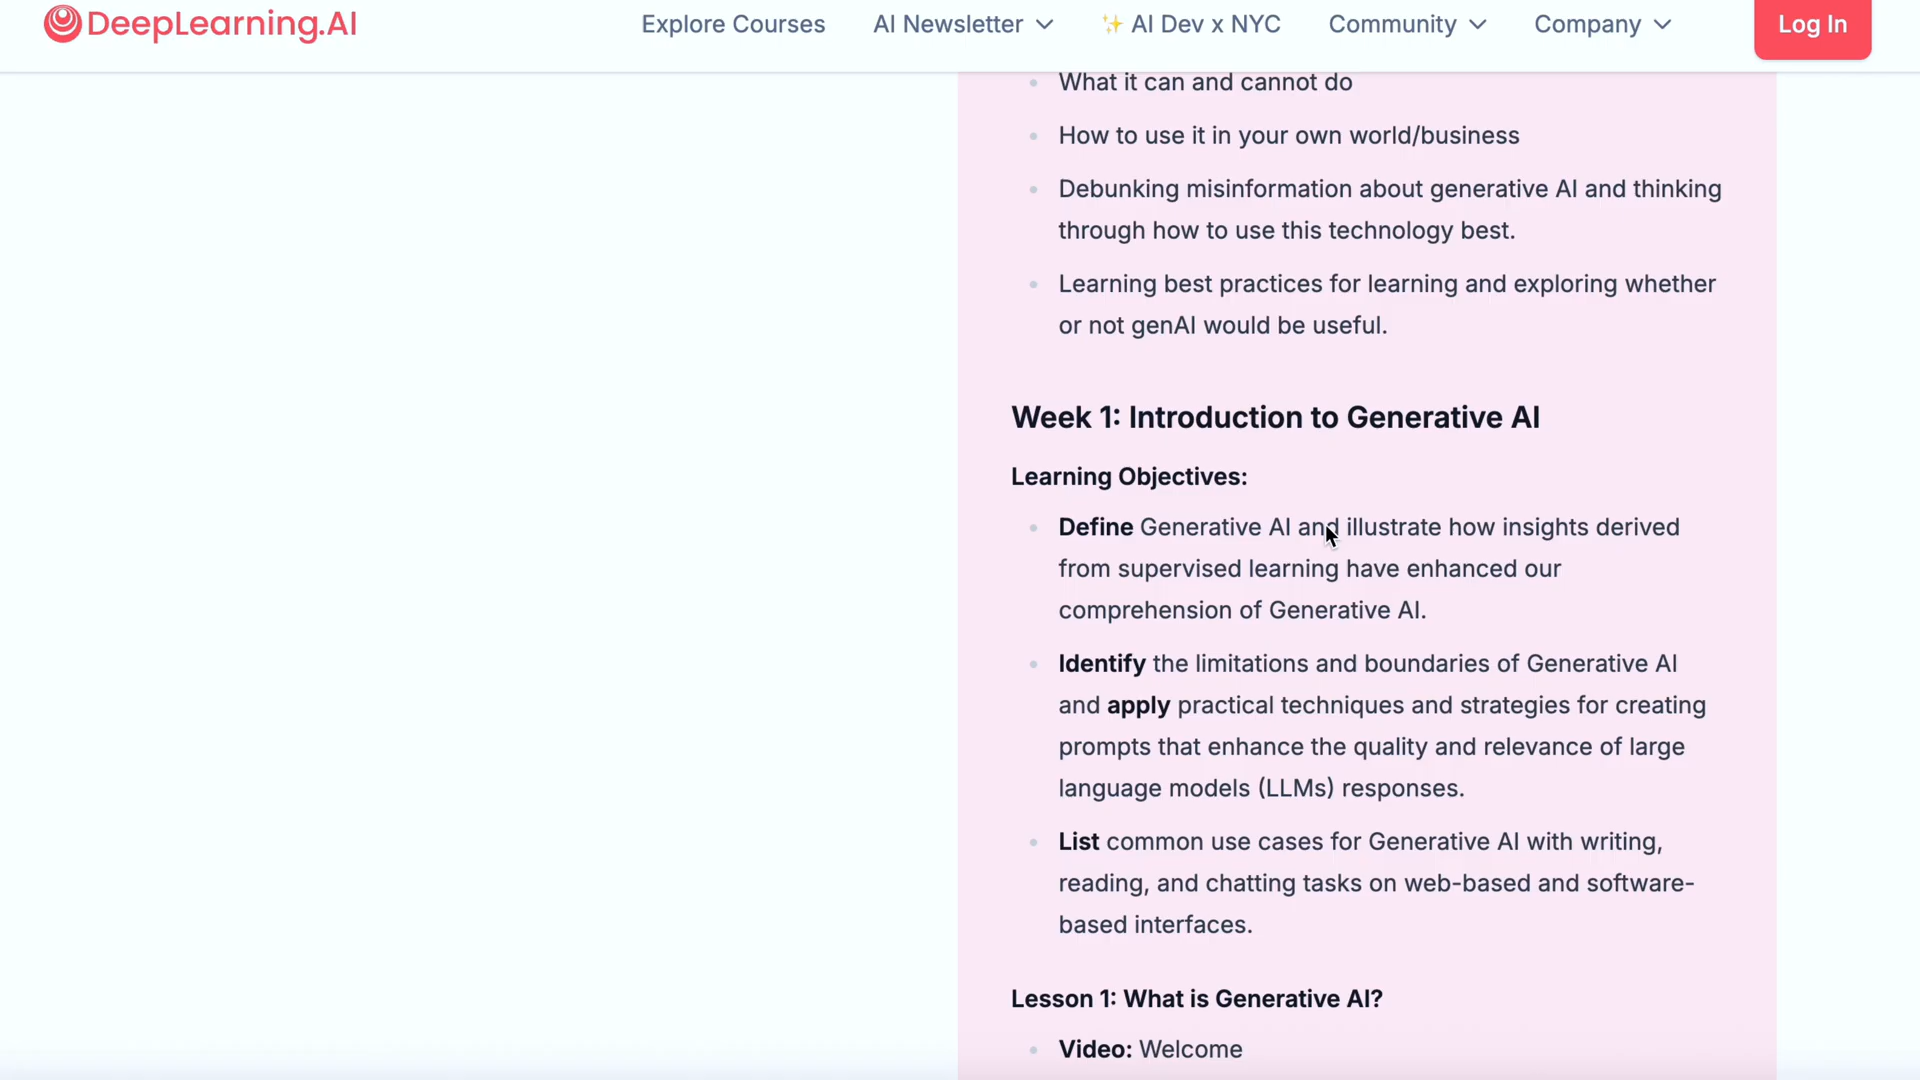 DeepLearning.AI
Explore Courses
AI Newsletter
✨ AI Dev x NYC
Community
Company
Log In
What it can and cannot do
How to use it in your own world/business
Debunking misinformation about generative AI and thinking
through how to use this technology best.
Learning best practices for learning and exploring whether
or not genAI would be useful.
Week 1: Introduction to Generative AI
Learning Objectives:
Define Generative AI and illustrate how insights derived
from supervised learning have enhanced our
comprehension of Generative AI.
Identify the limitations and boundaries of Generative AI
and apply practical techniques and strategies for creating
prompts that enhance the quality and relevance of large
language models (LLMs) responses.
List common use cases for Generative AI with writing,
reading, and chatting tasks on web-based and software-
based interfaces.
Lesson 1: What is Generative AI?
Video: Welcome